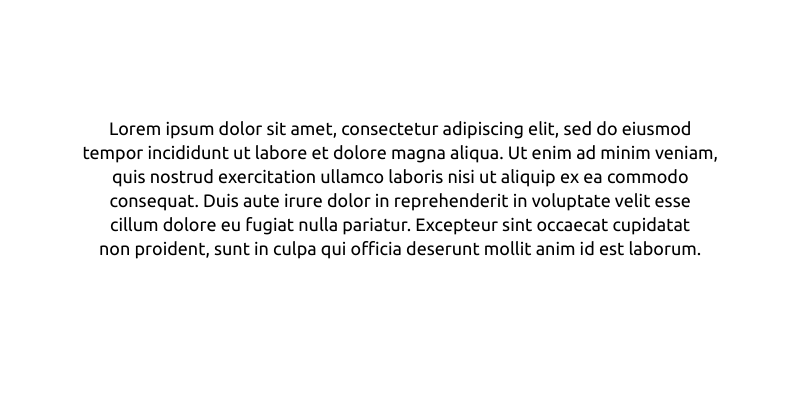 Lorem ipsum dolor sit amet, consectetur adipiscing elit, sed do eiusmod
tempor incididunt ut labore et dolore magna aliqua. Ut enim ad minim veniam,
quis nostrud exercitation ullamco laboris nisi ut aliquip ex ea commodo
consequat. Duis aute irure dolor in reprehenderit in voluptate velit esse
cillum dolore eu fugiat nulla pariatur. Excepteur sint occaecat cupidatat
non proident, sunt in culpa qui officia deserunt mollit anim id est laborum.